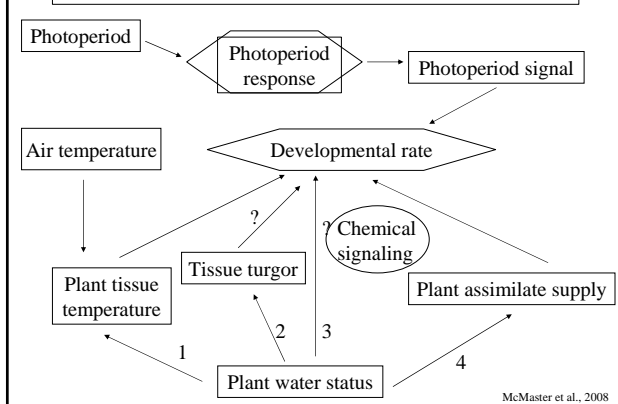 Photoperiod
Photoperiod
response
Photoperiod signal
Air temperature
Developmental rate
?
?
Chemical
signaling
Tissue turgor
Plant tissue
temperature
Plant assimilate supply
1
2
3
4
Plant water status
McMaster et al., 2008